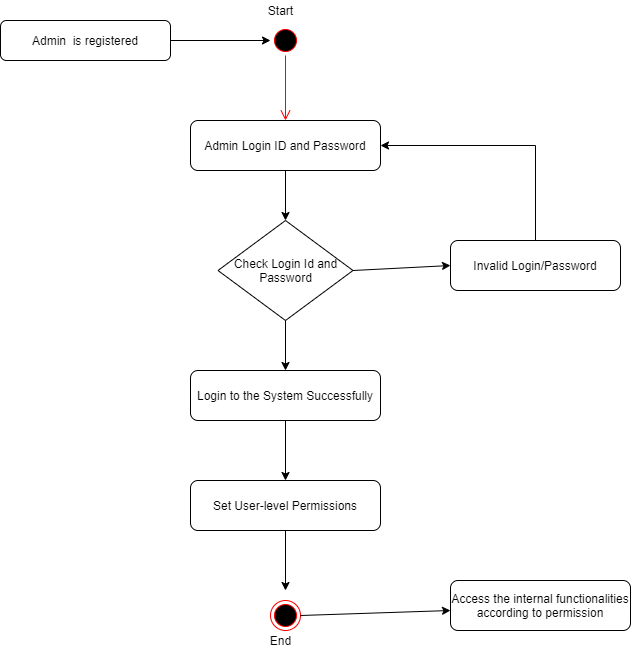 Start
Admin  is registered
Admin Login ID and Password
Check Login Id and
Password
Invalid Login/Password
Login to the System Successfully
Set User-level Permissions
Access the internal functionalities
according to permission
End